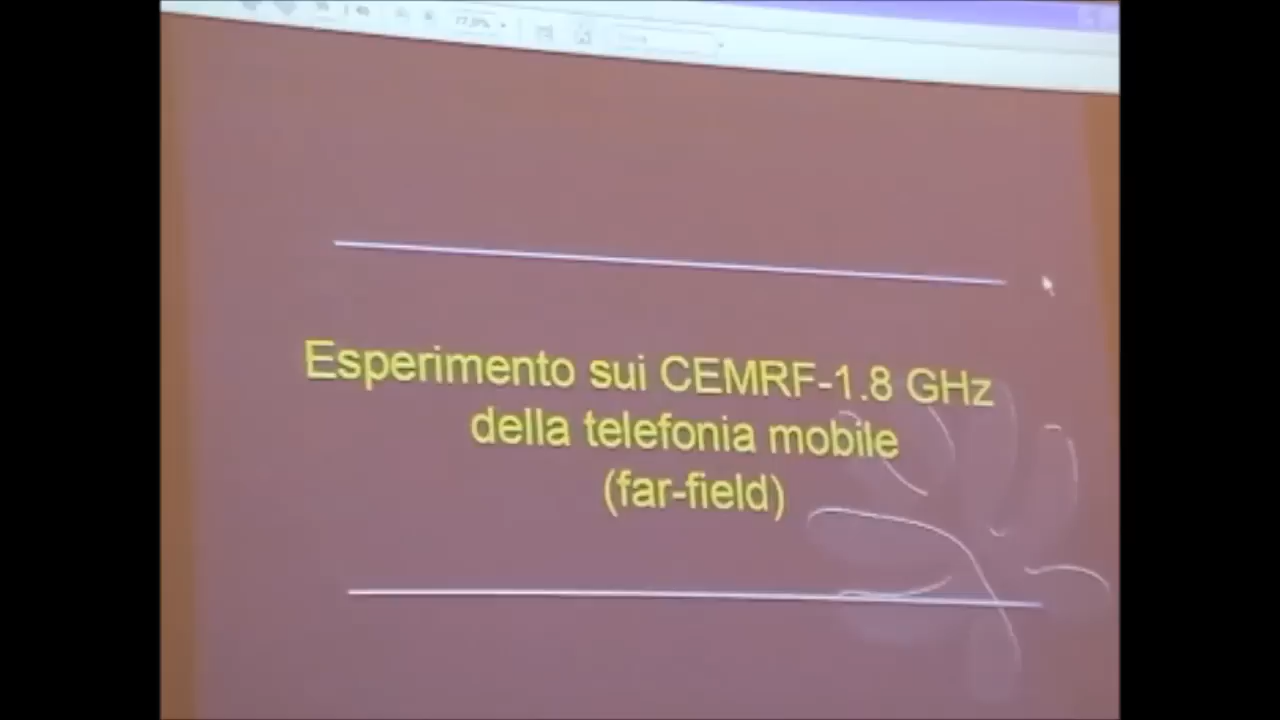 Esperimento sui CEMRF-1.8 GHz
della telefonia mobile
(far-field)